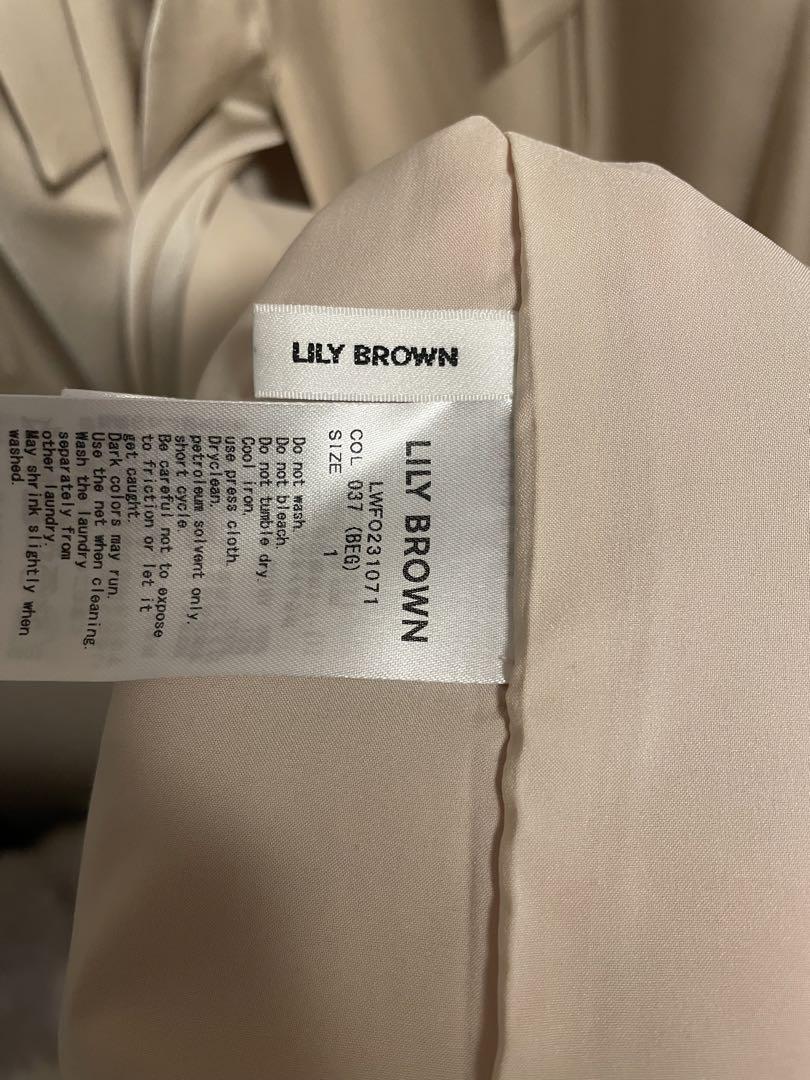 LILY BROWN
LILY BROWN
LWFO231071
COL 037 (BEG)
SIZE 1
Do not wash.
Do not bleach.
Do not tumble dry.
Cool iron.
use press cloth.
Dryclean.
petroleum solvent only.
short cycle.
Be careful not to expose
to friction or let it
get caught.
Dark colors may run.
Use the net when cleaning.
Wash the laundry
separately from
other laundry.
May shrink slightly when
washed.